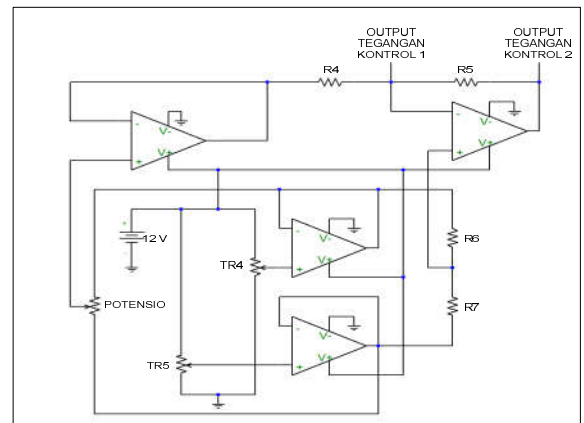 OUTPUT
TEGANGAN
KONTROL 1
OUTPUT
TEGANGAN
KONTROL 2
R4
R5
-
V-
V+
+
-
V-
V+
+
+
12 V
-
TR4
-
V-
V+
+
R6
POTENSIO
R7
TR5
-
V-
V+
+